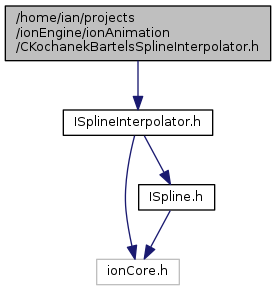 /home/ian/projects
/ionEngine/ionAnimation
/CKochanekBartelsSplineInterpolator.h
ISplineInterpolator.h
ISpline.h
ionCore.h